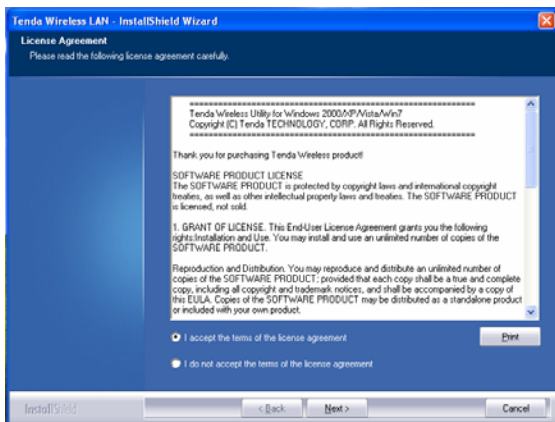 Tenda Wireless LAN - InstallShield Wizard
License Agreement
Please read the following license agreement carefully.
====================================================
Tenda Wireless Utility for Windows 2000/XP/Vista/Win7
Copyright (C) Tenda TECHNOLOGY, CORP. All Rights Reserved.
====================================================
Thank you for purchasing Tenda Wireless product!
SOFTWARE PRODUCT LICENSE
The SOFTWARE PRODUCT is protected by copyright laws and international copyright
treaties, as well as other intellectual property laws and treaties. The SOFTWARE PRODUCT
is licensed, not sold.
1. GRANT OF LICENSE. This End-User License Agreement grants you the following
rights:Installation and Use. You may install and use an unlimited number of copies of the
SOFTWARE PRODUCT.
Reproduction and Distribution. You may reproduce and distribute an unlimited number of
copies of the SOFTWARE PRODUCT; provided that each copy shall be a true and complete
copy, including all copyright and trademark notices, and shall be accompanied by a copy of
this EULA. Copies of the SOFTWARE PRODUCT may be distributed as a standalone product
or included with your own product.
I accept the terms of the license agreement
Print
I do not accept the terms of the license agreement
InstallShield
< Back
Next >
Cancel